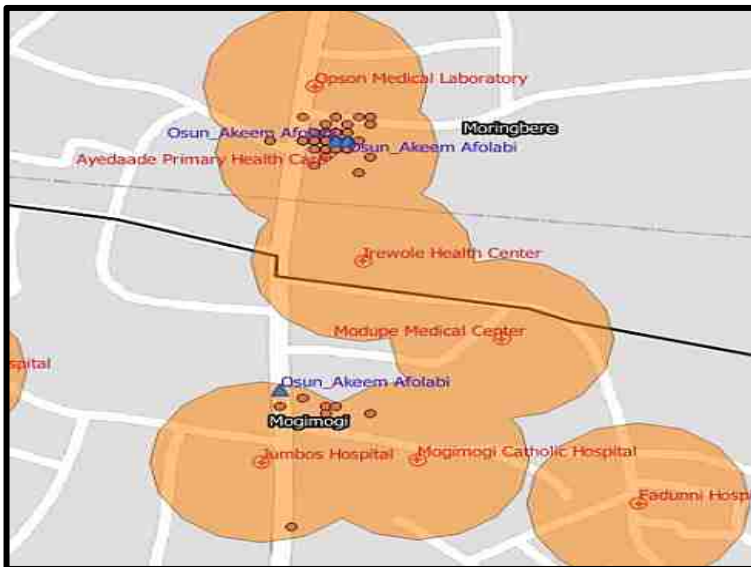 Opson Medical Laboratory
Moringbere
Osun_Akeem Afolabi
Osun_Akeem Afolabi
Ayedaade Primary Health Care
Irewole Health Center
Modupe Medical Center
spital
Osun_Akeem Afolabi
Mogimogi
Jumbos Hospital
Mogimogi Catholic Hospital
Fadunni Hosp